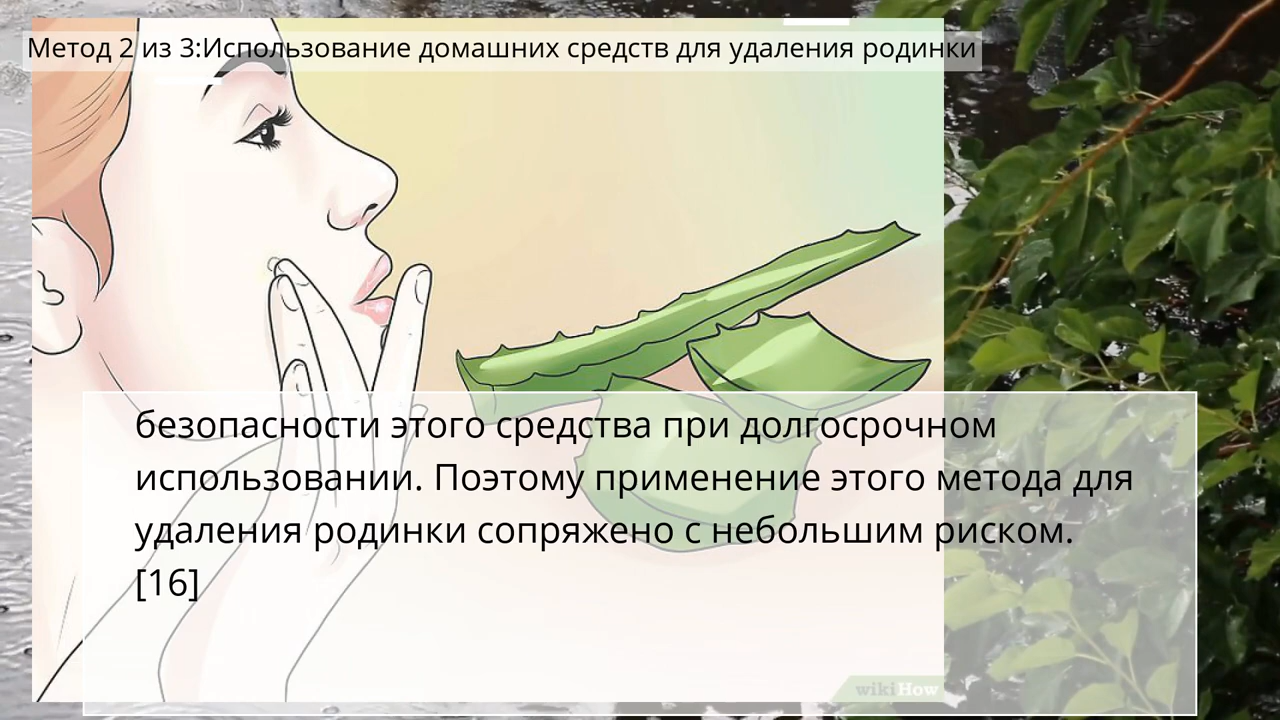 Метод 2 из 3:Использование домашних средств для удаления родинки
безопасности этого средства при долгосрочном
использовании. Поэтому применение этого метода для
удаления родинки сопряжено с небольшим риском.
[16]
wikiHow